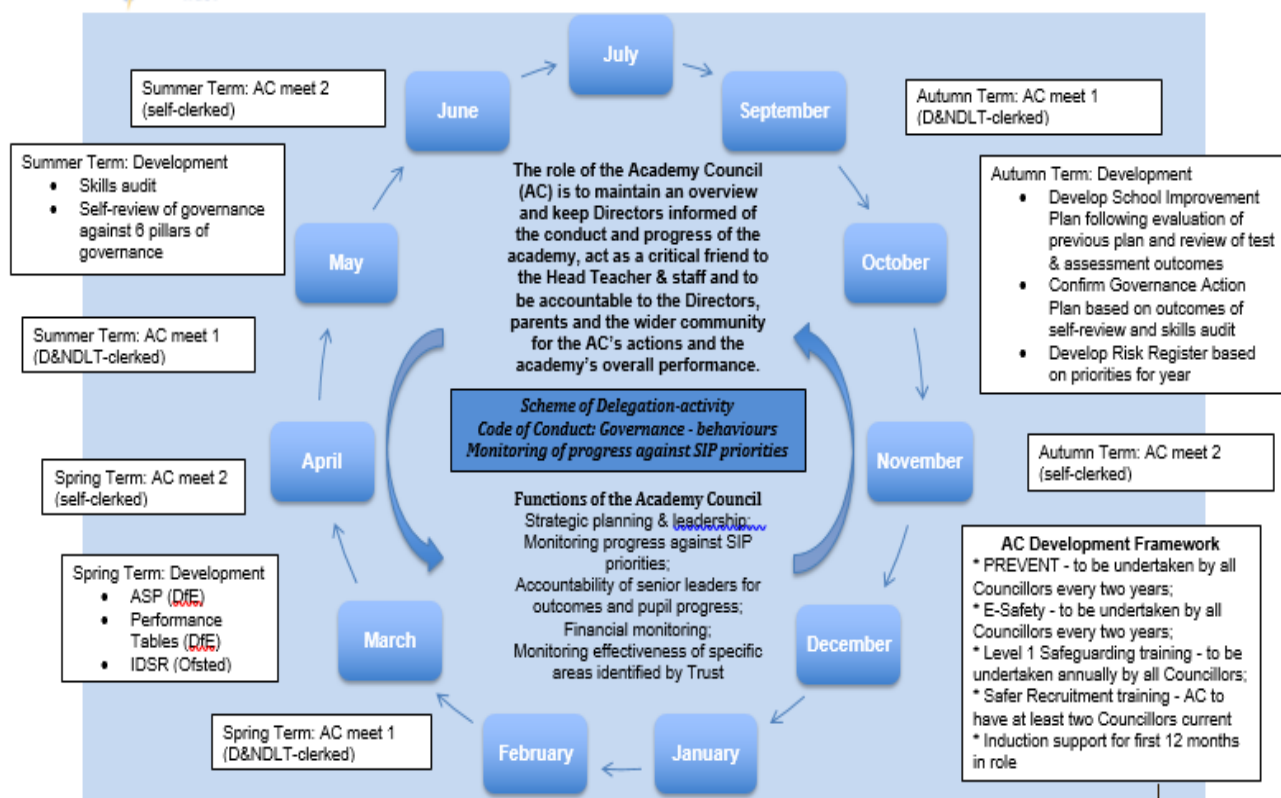 July
September
October
November
December
January
February
March
April
May
June
Summer Term: AC meet 2
(self-clerked)
Autumn Term: AC meet 1
(D&NDLT-clerked)
Summer Term: Development
• Skills audit
• Self-review of governance
against 6 pillars of
governance
The role of the Academy Council
(AC) is to maintain an overview
and keep Directors informed of
the conduct and progress of the
academy, act as a critical friend to
the Head Teacher & staff and to
be accountable to the Directors,
parents and the wider community
for the AC's actions and the
academy's overall performance.
Autumn Term: Development
• Develop School Improvement
Plan following evaluation of
previous plan and review of test
& assessment outcomes
• Confirm Governance Action
Plan based on outcomes of
self-review and skills audit
• Develop Risk Register based
on priorities for year
Summer Term: AC meet 1
(D&NDLT-clerked)
Scheme of Delegation-activity
Code of Conduct: Governance - behaviours
Monitoring of progress against SIP priorities
Autumn Term: AC meet 2
(self-clerked)
Spring Term: AC meet 2
(self-clerked)
Functions of the Academy Council
Strategic planning & leadership;
Monitoring progress against SIP
priorities;
Accountability of senior leaders for
outcomes and pupil progress;
Financial monitoring;
Monitoring effectiveness of specific
areas identified by Trust
Spring Term: Development
• ASP (DfE)
• Performance
Tables (DfE)
• IDSR (Ofsted)
AC Development Framework
* PREVENT - to be undertaken by all
Councillors every two years;
* E-Safety - to be undertaken by all
Councillors every two years;
* Level 1 Safeguarding training - to be
undertaken annually by all Councillors;
* Safer Recruitment training - AC to
have at least two Councillors current
* Induction support for first 12 months
in role
Spring Term: AC meet 1
(D&NDLT-clerked)